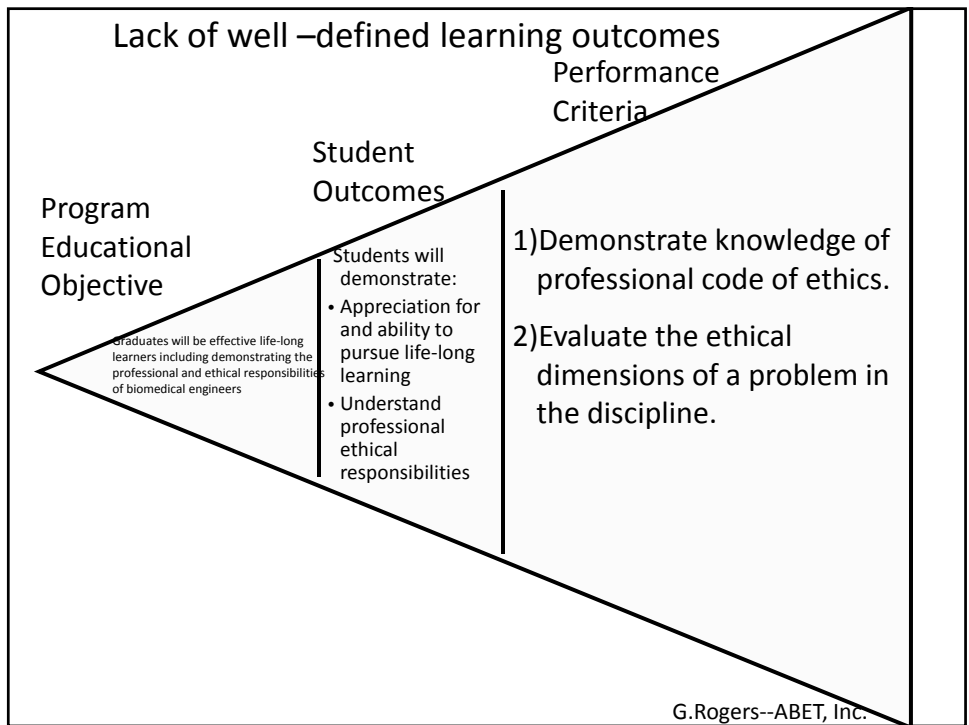 Lack of well –defined learning outcomes
Performance
Criteria
Student
Outcomes
Program
Educational
Objective
Graduates will be effective life-long
learners including demonstrating the
professional and ethical responsibilities
of biomedical engineers
Students will
demonstrate:
• Appreciation for
and ability to
pursue life-long
learning
• Understand
professional
ethical
responsibilities
1)Demonstrate knowledge of
professional code of ethics.
2)Evaluate the ethical
dimensions of a problem in
the discipline.
G.Rogers--ABET, Inc.